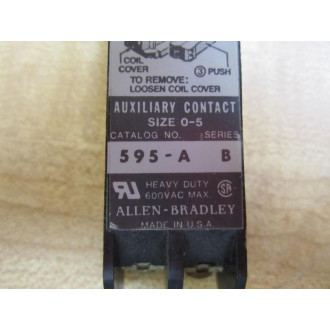 COIL
COVER
③ PUSH
TO REMOVE:
LOOSEN COIL COVER
AUXILIARY CONTACT
SIZE 0-5
CATALOG NO. SERIES
595-A B
HEAVY DUTY
600VAC MAX.
ALLEN-BRADLEY
MADE IN U.S.A.